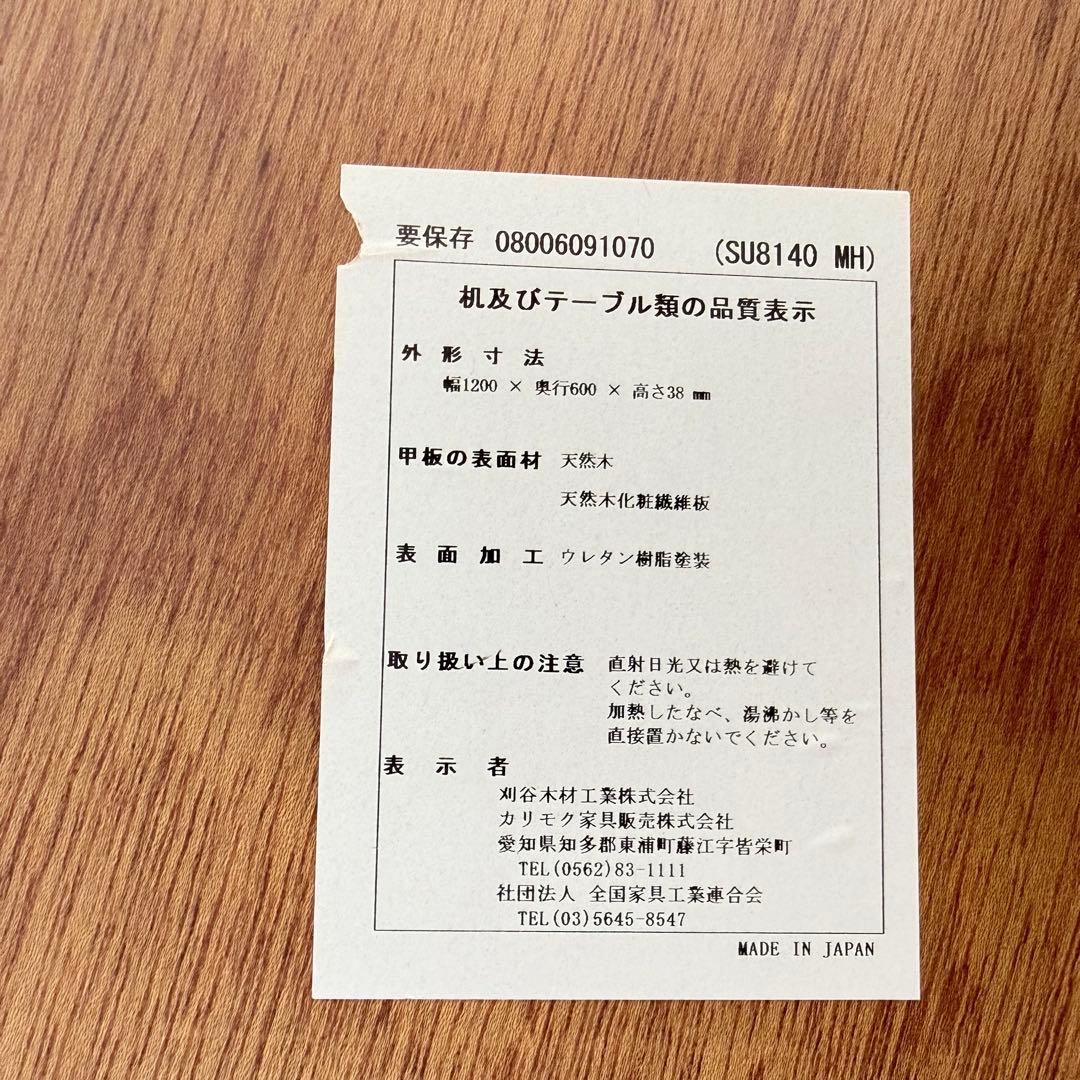 要保存 08006091070 (SU8140 MH)
机及びテーブル類の品質表示
外形寸法
幅1200 × 奥行600 × 高さ38 mm
甲板の表面材 天然木
天然木化粧繊維板
表面加工 ウレタン樹脂塗装
取り扱い上の注意 直射日光又は熱を避けて
ください。
加熱したなべ、湯沸かし等を
直接置かないでください。
表示者
刈谷木材工業株式会社
カリモク家具販売株式会社
愛知県知多郡東浦町藤江字皆栄町
TEL(0562)83-1111
社団法人 全国家具工業連合会
TEL(03)5645-8547
MADE IN JAPAN